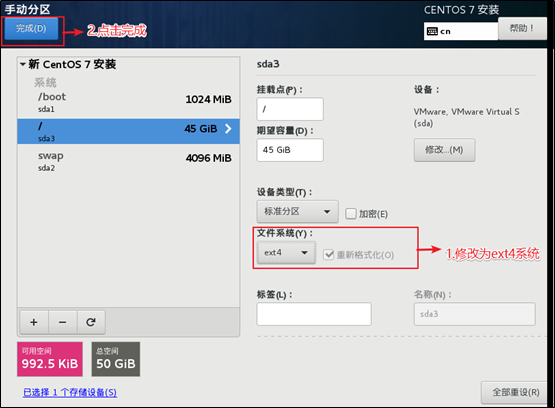 手动分区
CENTOS 7 安装
完成(D)
2.点击完成
cn
帮助！
新 CentOS 7 安装
系统
/boot
1024 MiB
sda1
/
45 GiB
sda3
swap
4096 MiB
sda2
sda3
挂载点(P)：
/
设备：
VMware, VMware Virtual S
(sda)
期望容量(D)：
45 GiB
修改...(M)
设备类型(T)：
标准分区
加密(E)
文件系统(Y)：
ext4
重新格式化(O)
1.修改为ext4系统
标签(L)：
名称(N)：
sda3
+ − 
可用空间
992.5 KiB
总空间
50 GiB
已选择 1 个存储设备(S)
全部重设(R)